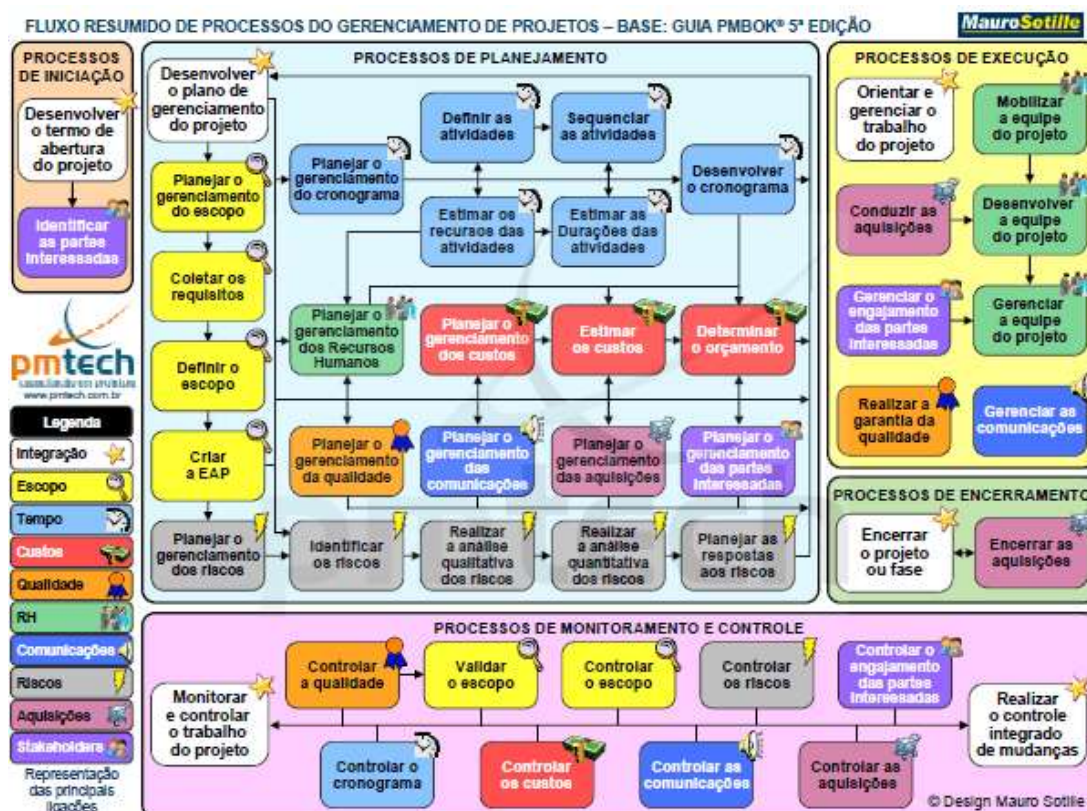 FLUXO RESUMIDO DE PROCESSOS DO GERENCIAMENTO DE PROJETOS – BASE: GUIA PMBOK® 5ª EDIÇÃO
MauroSotille
PROCESSOS
DE INICIAÇÃO
Desenvolver
o termo de
abertura
do projeto
Identificar
as partes
Interessadas
pmtech
www.pmtech.com.br
Legenda
Integração
Escopo
Tempo
Custos
Qualidade
RH
Comunicações
Riscos
Aquisições
Stakeholders
Representação
das principais
ligações
PROCESSOS DE PLANEJAMENTO
Desenvolver
o plano de
gerenciamento
do projeto
Definir as
atividades
Sequenciar
as atividades
Planejar o
gerenciamento
do escopo
Planejar o
gerenciamento
do cronograma
Desenvolver
o cronograma
Estimar os
recursos das
atividades
Estimar as
Durações das
atividades
Coletar os
requisitos
Planejar o
gerenciamento
dos Recursos
Humanos
Planejar o
gerenciamento
dos custos
Estimar
os custos
Determinar
o orçamento
Definir o
escopo
Criar
a EAP
Planejar o
gerenciamento
da qualidade
Planejar o
gerenciamento
das
comunicações
Planejar o
gerenciamento
das aquisições
Planejar o
gerenciamento
das partes
Interessadas
Planejar o
gerenciamento
dos riscos
Identificar
os riscos
Realizar
a análise
qualitativa
dos riscos
Realizar
a análise
quantitativa
dos riscos
Planejar as
respostas
aos riscos
PROCESSOS DE EXECUÇÃO
Orientar e
gerenciar o
trabalho do
projeto
Mobilizar
a equipe
do projeto
Conduzir as
aquisições
Desenvolver
a equipe
do projeto
Gerenciar o
engajamento
das partes
Interessadas
Gerenciar
a equipe
do projeto
Realizar a
garantia da
qualidade
Gerenciar as
comunicações
PROCESSOS DE ENCERRAMENTO
Encerrar
o projeto
ou fase
Encerrar as
aquisições
PROCESSOS DE MONITORAMENTO E CONTROLE
Monitorar
e controlar
o trabalho
do projeto
Controlar
a qualidade
Validar
o escopo
Controlar
o escopo
Controlar
os riscos
Controlar o
engajamento
das partes
Interessadas
Realizar
o controle
integrado
de mudanças
Controlar o
cronograma
Controlar
os custos
Controlar as
comunicações
Controlar as
aquisições
© Design Mauro Sotille